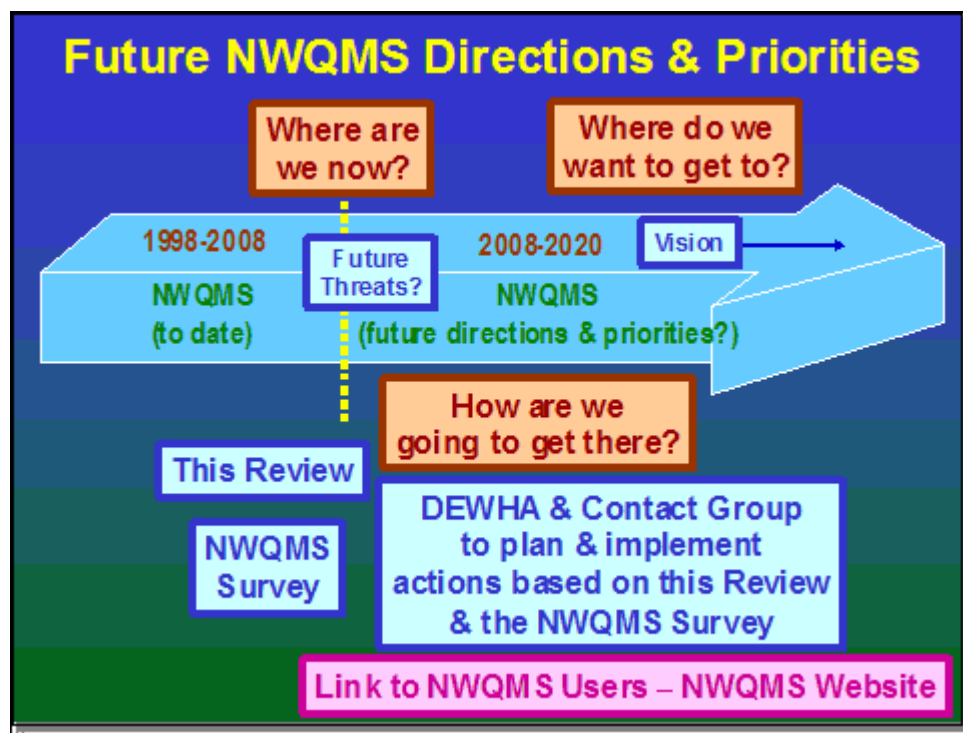 Future NWQMS Directions & Priorities
Where are
we now?
Where do we
want to get to?
1998-2008
Future
Threats?
2008-2020
Vision
NWQMS
(to date)
NWQMS
(future directions & priorities?)
How are we
going to get there?
This Review
NWQMS
Survey
DEWHA & Contact Group
to plan & implement
actions based on this Review
& the NWQMS Survey
Link to NWQMS Users – NWQMS Website